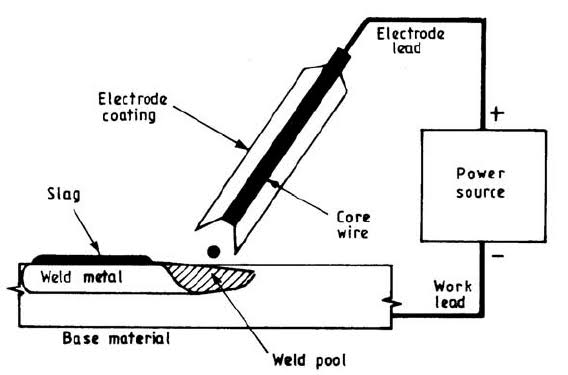 Electrode
lead
Electrode
coating
+
Power
source
Slag
Core
wire
-
Weld metal
Work
lead
Base material
Weld pool